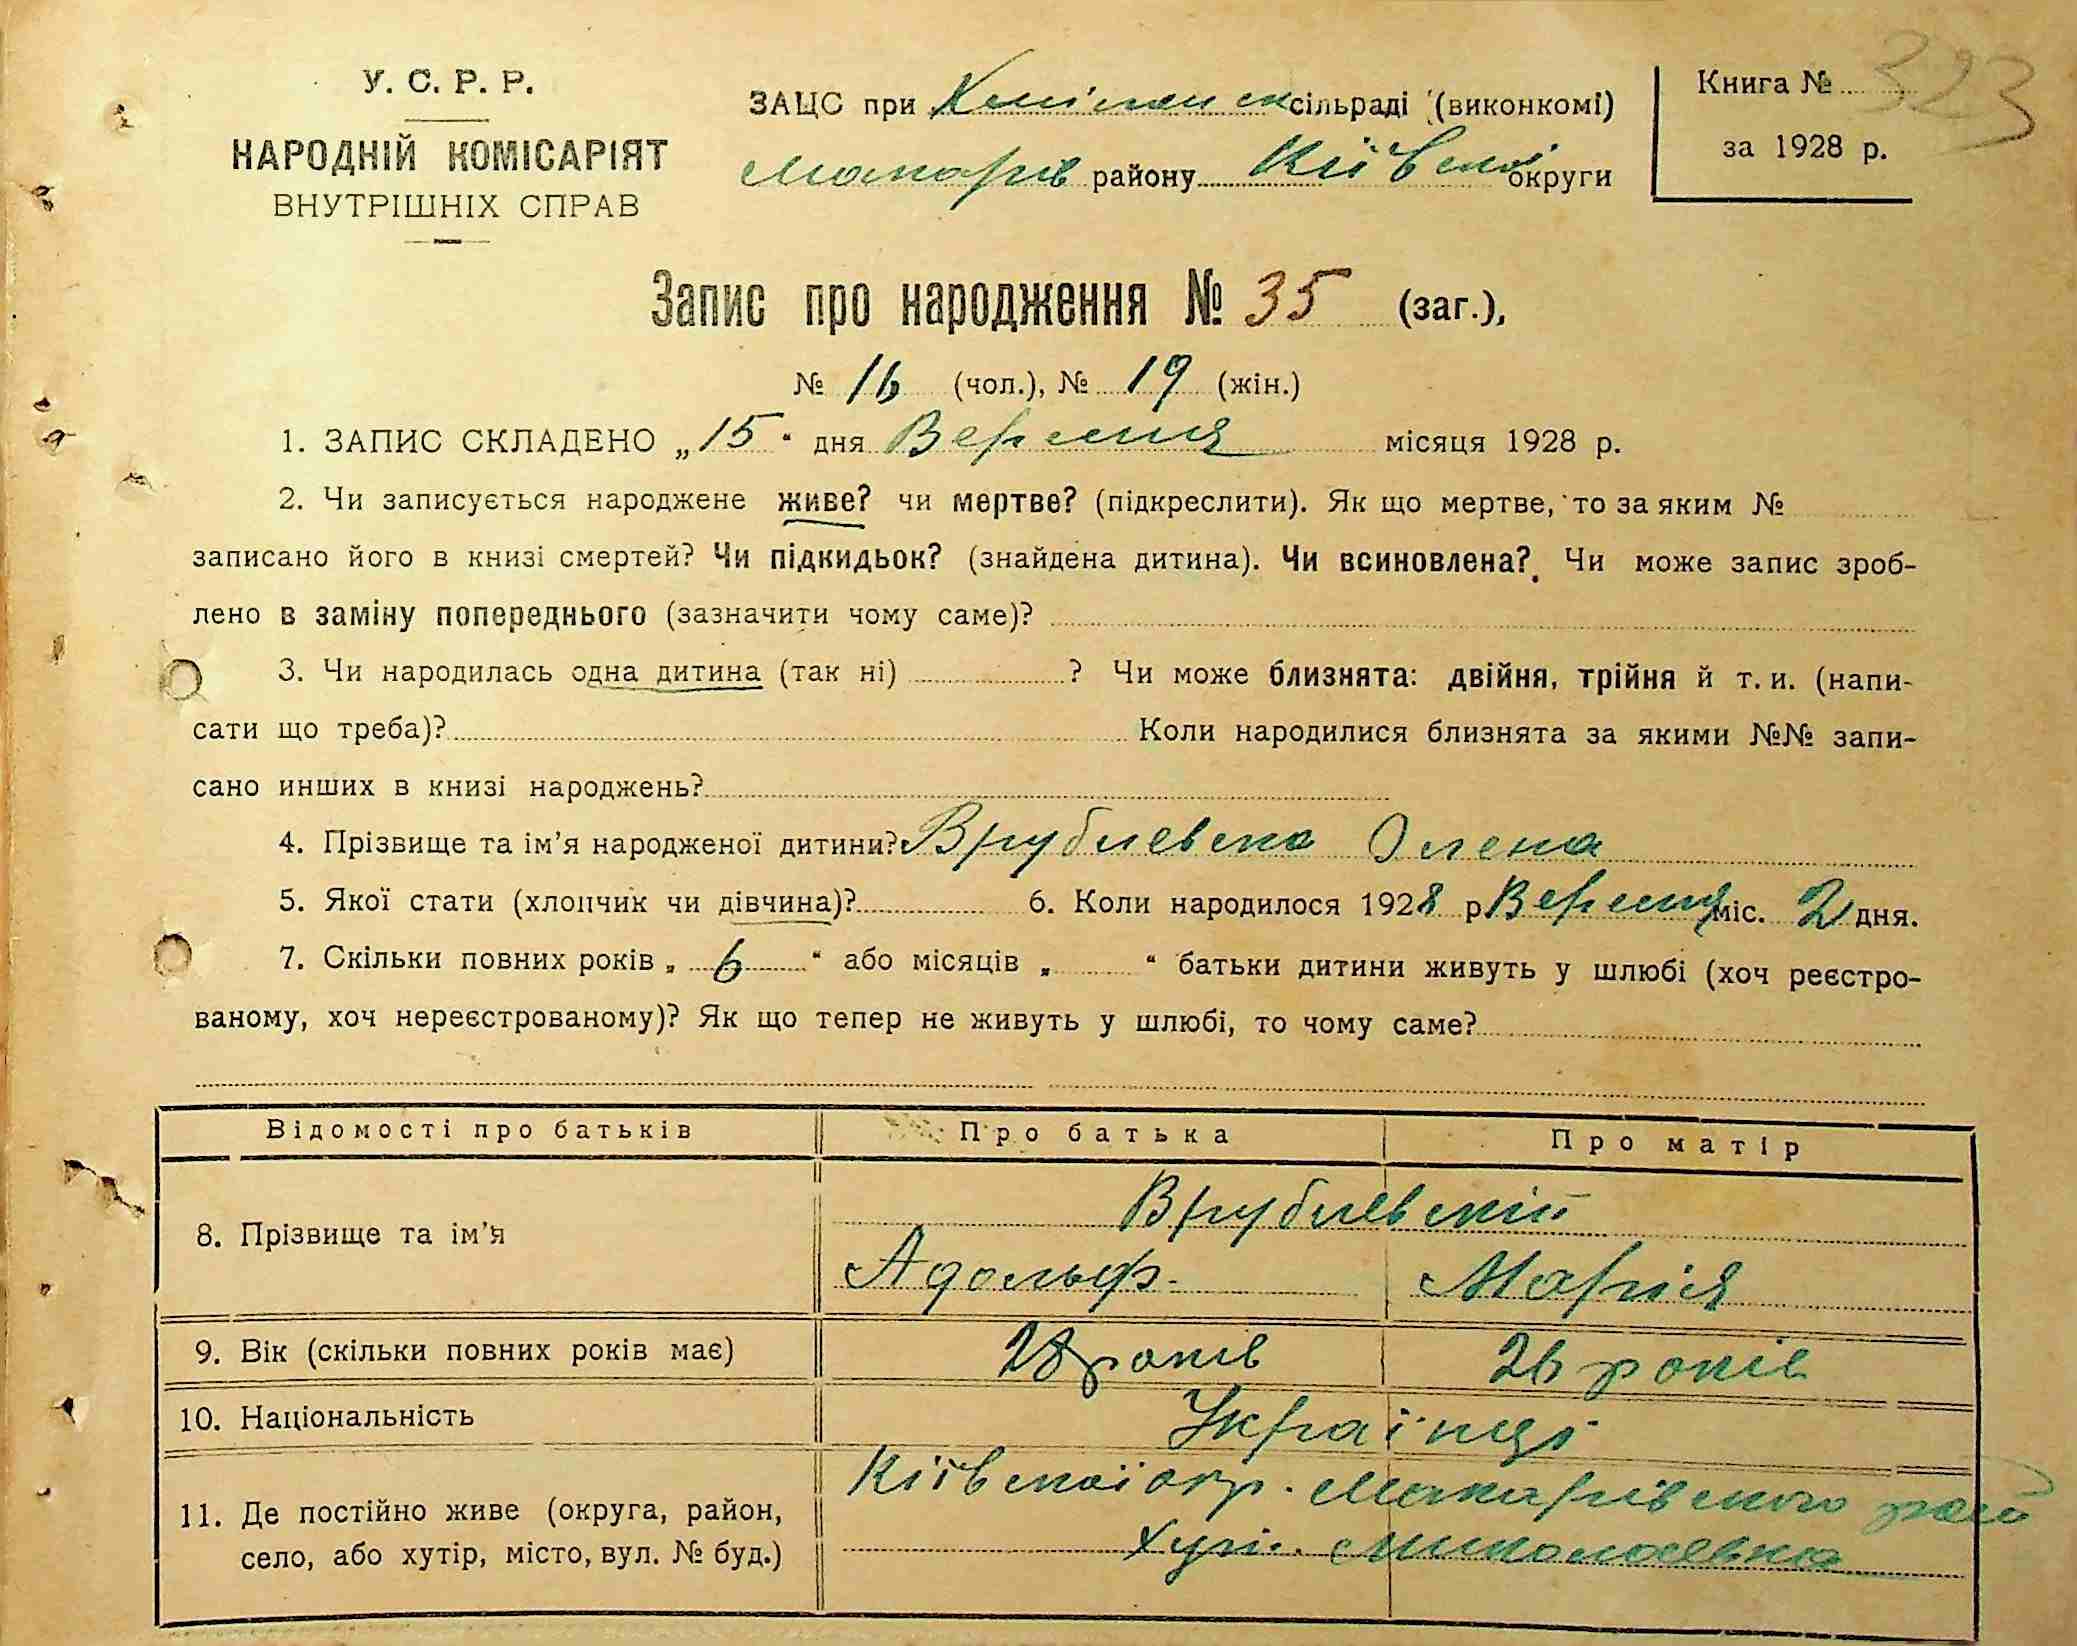 У. С. Р. Р.
НАРОДНІЙ КОМІСАРІЯТ
ВНУТРІШНІХ СПРАВ
ЗАЦС при сільраді (виконкомі)
Макарів району Київської округи
Книга № 323
за 1928 р.
Запис про народження № 35 (заг.),
№ 16 (чол.), № 19 (жін.)
1. ЗАПИС СКЛАДЕНО „15“ дня Вересня місяця 1928 р.
2. Чи записується народжене живе? чи мертве? (підкреслити). Як що мертве, то за яким №
записано його в книзі смертей? Чи підкидьок? (знайдена дитина). Чи всиновлена? Чи може запис зроб-
лено в заміну попереднього (зазначити чому саме)?
3. Чи народилась одна дитина (так ні) ? Чи може близнята: двійня, трійня й т. и. (напи-
сати що треба)? Коли народилися близнята за якими №№ запи-
сано инших в книзі народжень?
4. Прізвище та ім'я народженої дитини? Врублевска Олена
5. Якої стати (хлопчик чи дівчина)? 6. Коли народилося 1928 р Вересня міс. 2 дня.
7. Скільки повних років „ 6 “ або місяців „ “ батьки дитини живуть у шлюбі (хоч реєстро-
ваному, хоч нереєстрованому)? Як що тепер не живуть у шлюбі, то чому саме?
Відомості про батьків Про батька Про матір
8. Прізвище та ім'я Врублевскій
Адольф Марія
9. Вік (скільки повних років має) 28 років 26 років
10. Національність Українці
11. Де постійно живе (округа, район, Київскої окр. Макарівского рай
село, або хутір, місто, вул. № буд.) хут. Миколаєвка